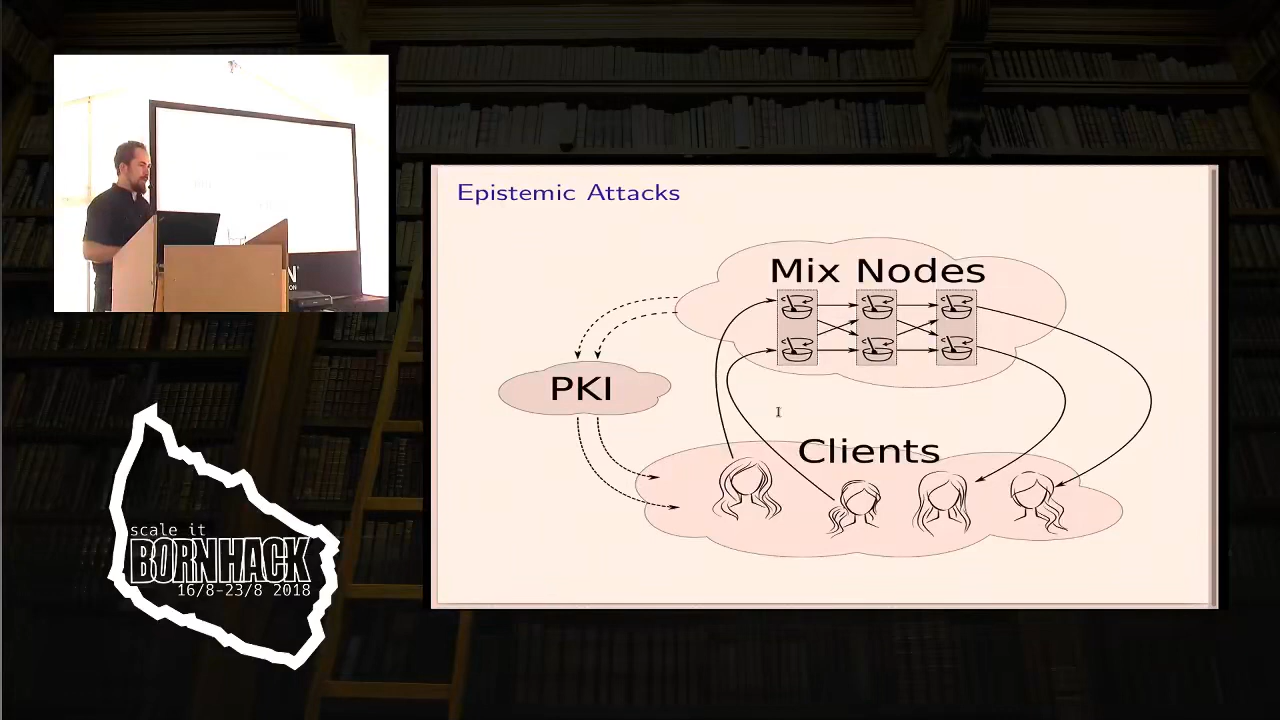 Epistemic Attacks
Mix Nodes
PKI
Clients
scale it
BORNHACK
16/8-23/8 2018